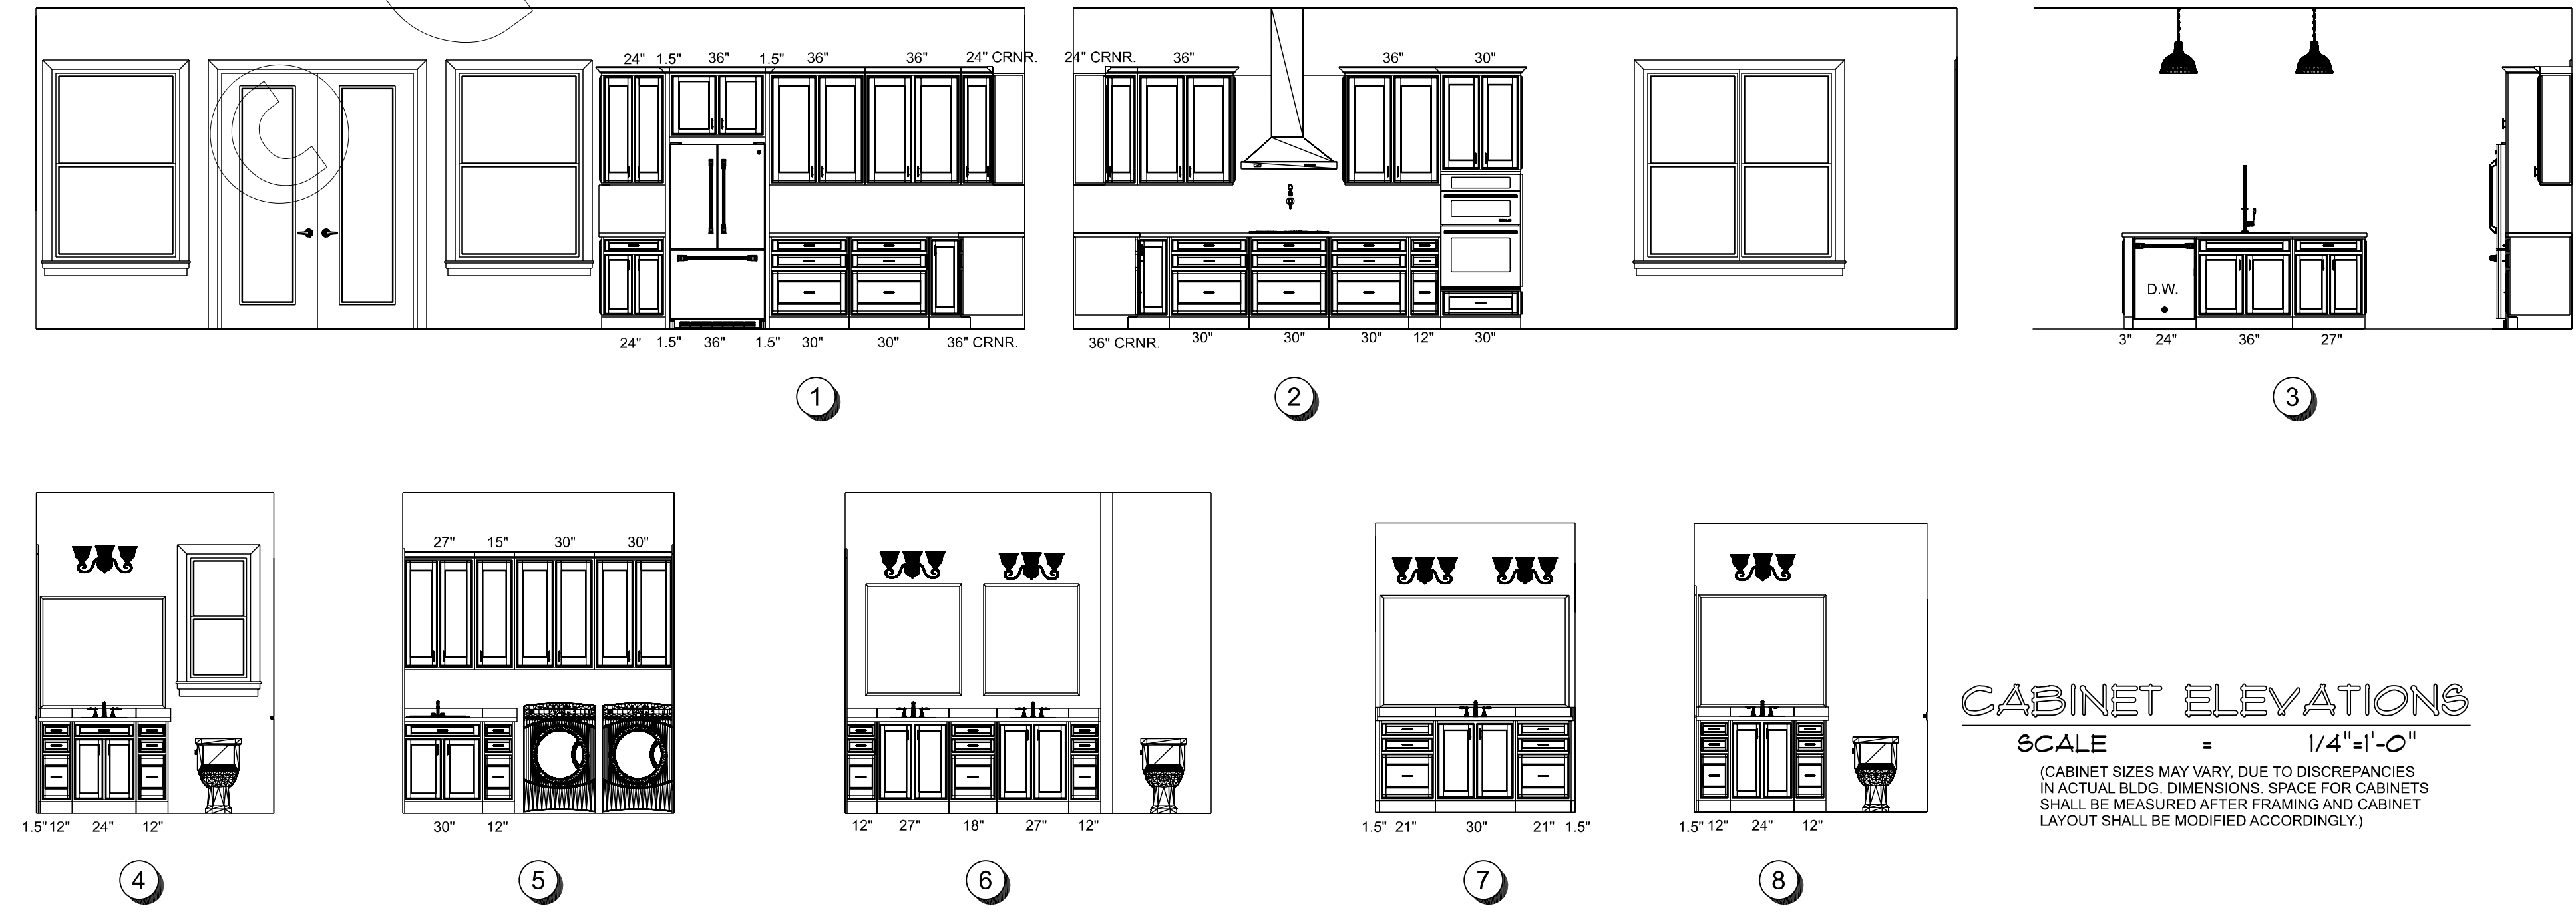 24" 1.5" 36" 1.5" 36" 36" 24" CRNR.
24" 1.5" 36" 1.5" 30" 30" 36" CRNR.
1
24" CRNR. 36" 36" 30"
36" CRNR. 30" 30" 30" 12" 30"
2
D.W.
3" 24" 36" 27"
3
1.5" 12" 24" 12"
4
27" 15" 30" 30"
30" 12"
5
12" 27" 18" 27" 12"
6
1.5" 21" 30" 21" 1.5"
7
1.5" 12" 24" 12"
8
CABINET ELEVATIONS
SCALE = 1/4"=1'-0"
(CABINET SIZES MAY VARY, DUE TO DISCREPANCIES
IN ACTUAL BLDG. DIMENSIONS. SPACE FOR CABINETS
SHALL BE MEASURED AFTER FRAMING AND CABINET
LAYOUT SHALL BE MODIFIED ACCORDINGLY.)